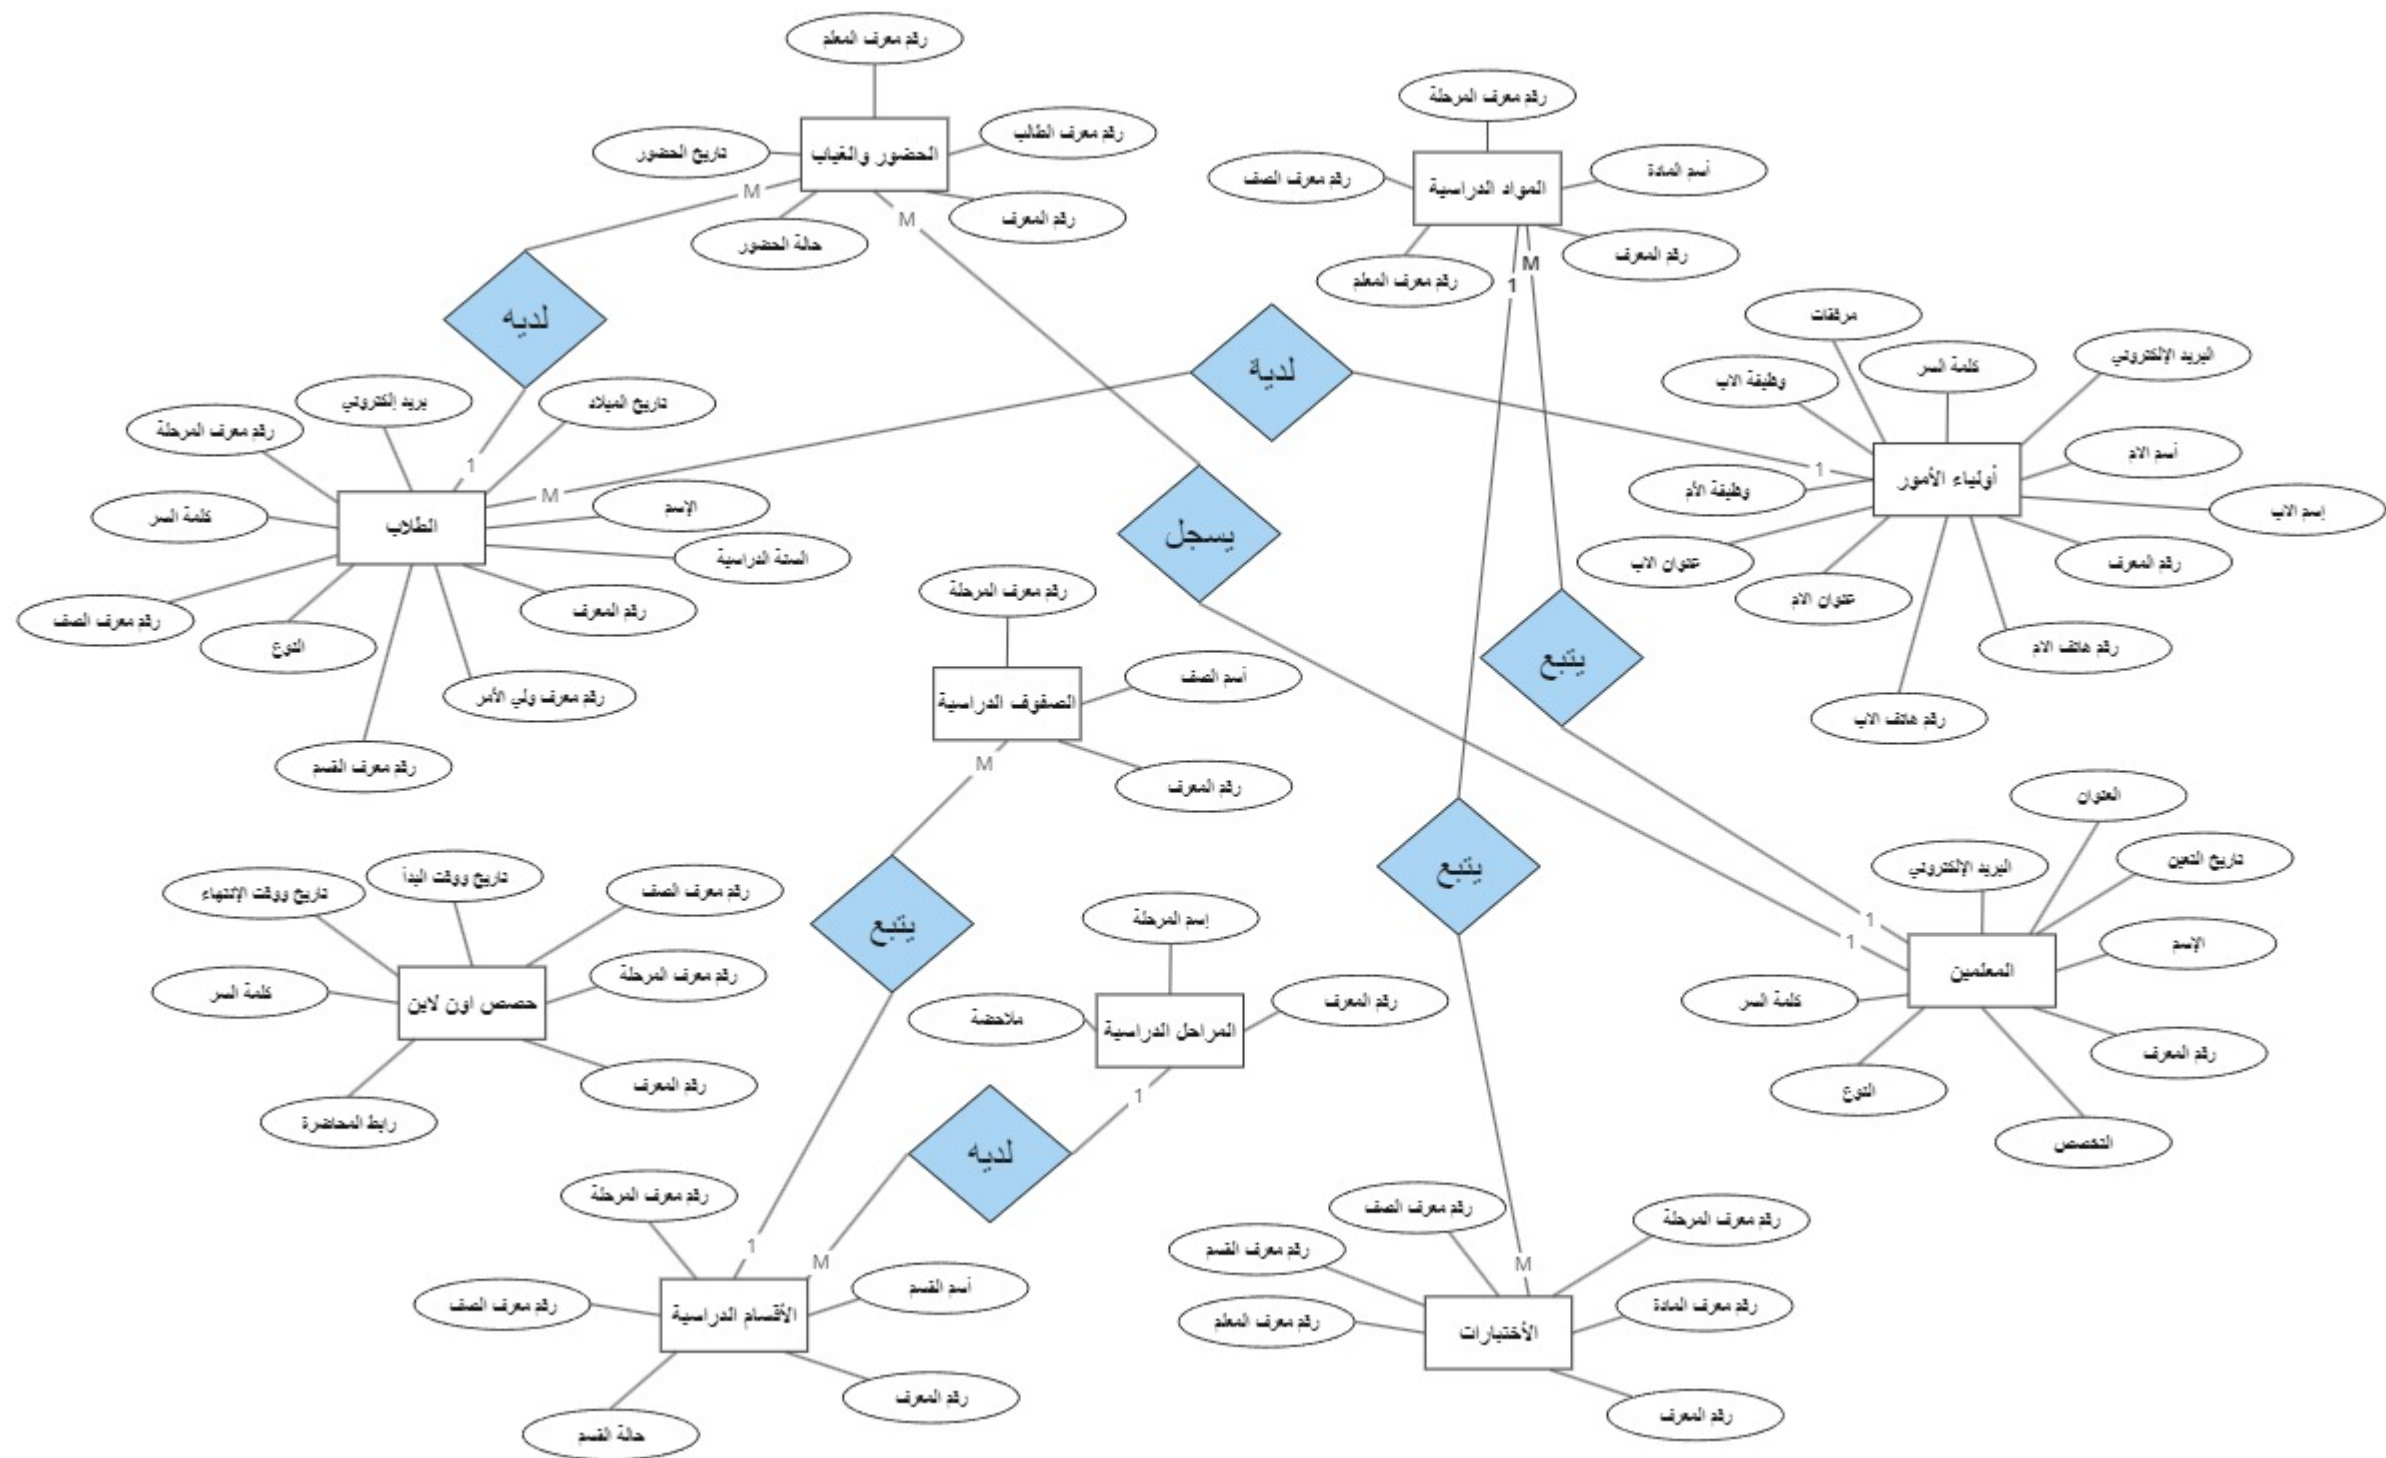 رقم معرف المعلم
رقم معرف المرحلة
رقم معرف الطالب
الحضور والغياب
تاريخ الحضور
أسم المادة
المواد الدراسية
رقم معرف الصف
M
رقم المعرف
M
حالة الحضور
رقم المعرف
M
رقم معرف المعلم
1
لديه
مرفقات
البريد الإلكتروني
كلمة السر
لدية
وظيفة الاب
تاريخ الميلاد
بريد إلكتروني
رقم معرف المرحلة
أسم الام
1
1
أولياء الأمور
وظيفة الأم
M
الإسم
إسم الاب
كلمة السر
الطلاب
يسجل
السنة الدراسية
رقم المعرف
عنوان الاب
رقم معرف المرحلة
عنوان الام
رقم المعرف
رقم معرف الصف
النوع
رقم هاتف الام
يتبع
أسم الصف
رقم معرف ولي الأمر
الصفوف الدراسية
رقم هاتف الاب
M
رقم معرف القسم
رقم المعرف
العنوان
تاريخ التعين
البريد الإلكتروني
يتبع
تاريخ ووقت البدأ
رقم معرف الصف
تاريخ ووقت الإنتهاء
إسم المرحلة
1
يتبع
1
الإسم
المعلمين
رقم معرف المرحلة
كلمة السر
كلمة السر
حصص اون لاين
رقم المعرف
ملاحضة
المراحل الدراسية
رقم المعرف
رقم المعرف
النوع
1
رابط المحاضرة
التخصص
لديه
رقم معرف المرحلة
رقم معرف الصف
رقم معرف المرحلة
1
رقم معرف القسم
M
M
أسم القسم
رقم معرف الصف
رقم معرف المادة
الأقسام الدراسية
رقم معرف المعلم
الأختبارات
رقم المعرف
رقم المعرف
حالة القسم